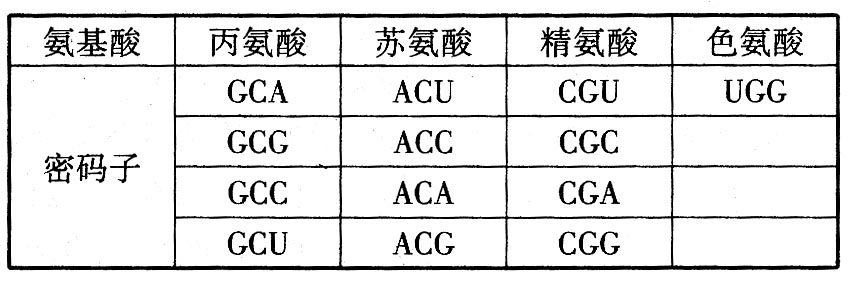 氨基酸 丙氨酸 苏氨酸 精氨酸 色氨酸
密码子
GCA ACU CGU UGG
GCG ACC CGC
GCC ACA CGA
GCU ACG CGG